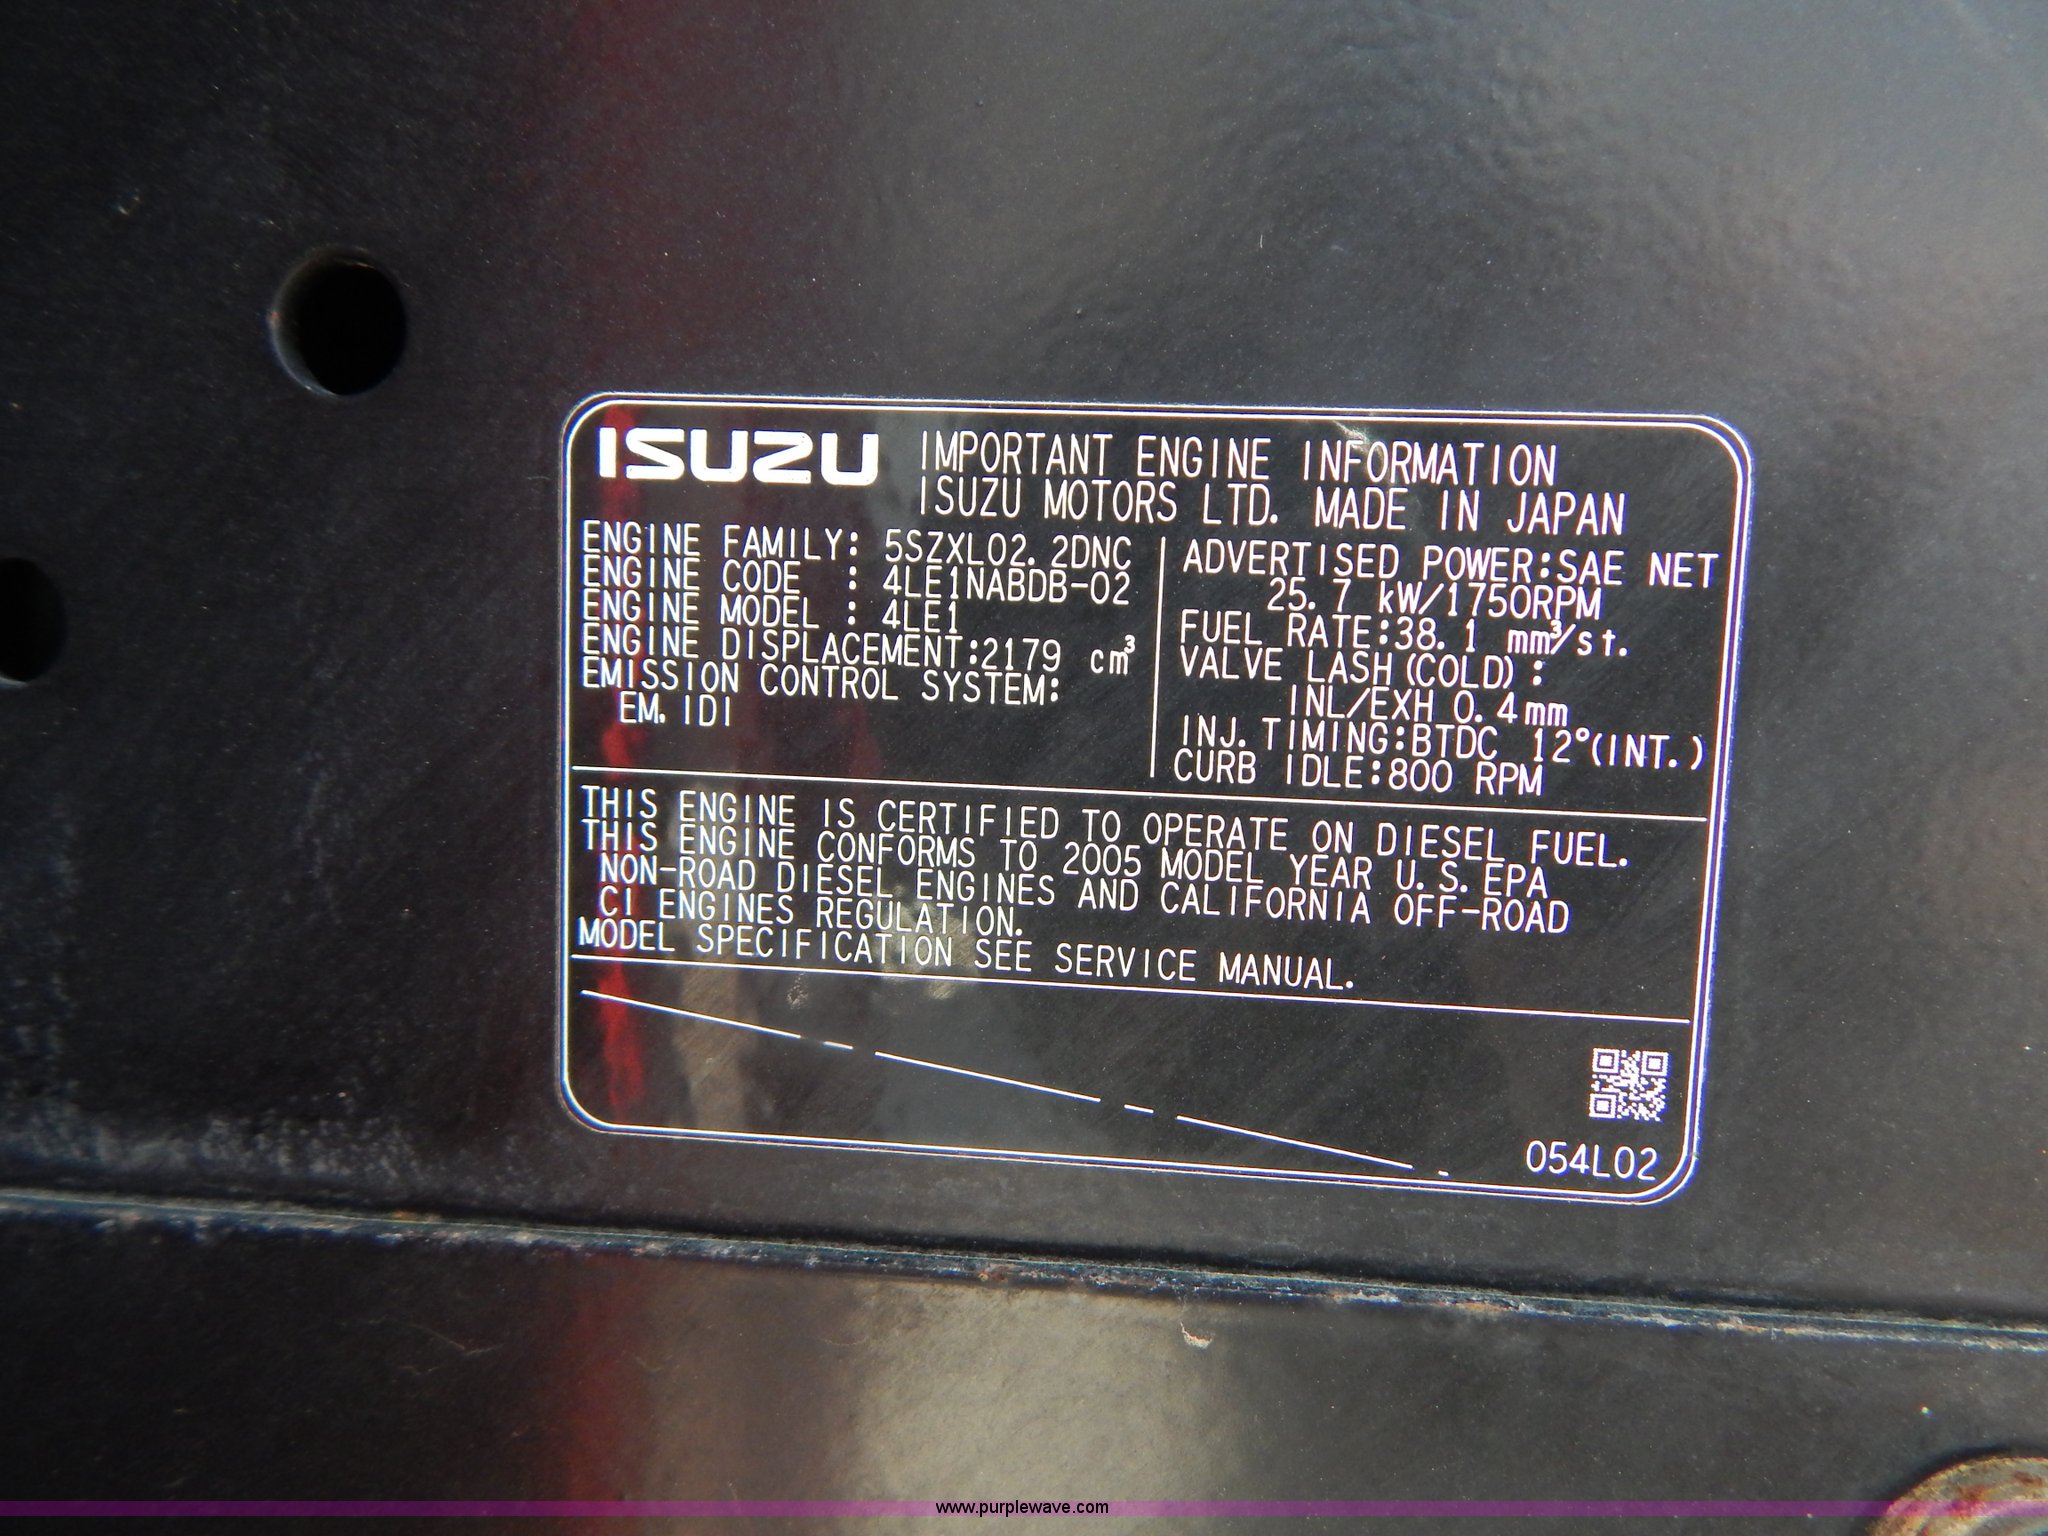 ISUZU IMPORTANT ENGINE INFORMATION
ISUZU MOTORS LTD. MADE IN JAPAN
ENGINE FAMILY: 5SZXL02.2DNC
ENGINE CODE : 4LE1NABDB-02
ENGINE MODEL : 4LE1
ENGINE DISPLACEMENT:2179 cm³
EMISSION CONTROL SYSTEM:
EM.IDI
ADVERTISED POWER:SAE NET
25.7 kW/1750RPM
FUEL RATE:38.1 mm³/st.
VALVE LASH(COLD):
INL/EXH 0.4mm
INJ.TIMING:BTDC 12°(INT.)
CURB IDLE:800 RPM
THIS ENGINE IS CERTIFIED TO OPERATE ON DIESEL FUEL.
THIS ENGINE CONFORMS TO 2005 MODEL YEAR U.S.EPA
NON-ROAD DIESEL ENGINES AND CALIFORNIA OFF-ROAD
CI ENGINES REGULATION.
MODEL SPECIFICATION SEE SERVICE MANUAL.
054L02
www.purplewave.com